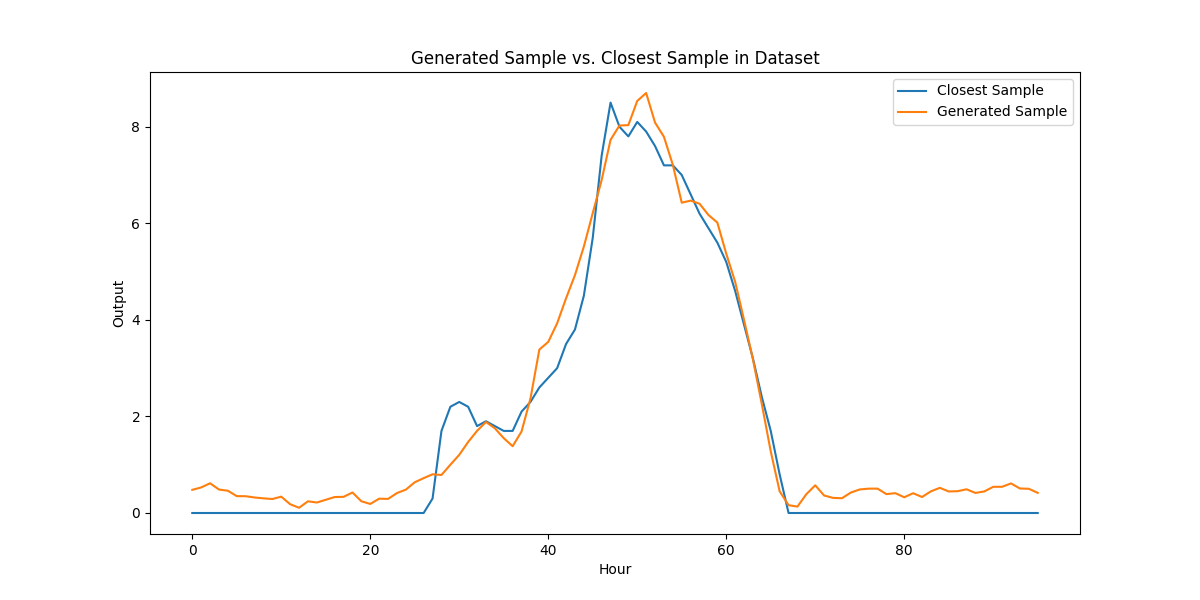 Generated Sample vs. Closest Sample in Dataset
Closest Sample
Generated Sample
Output
8
6
4
2
0
0 20 40 60 80
Hour